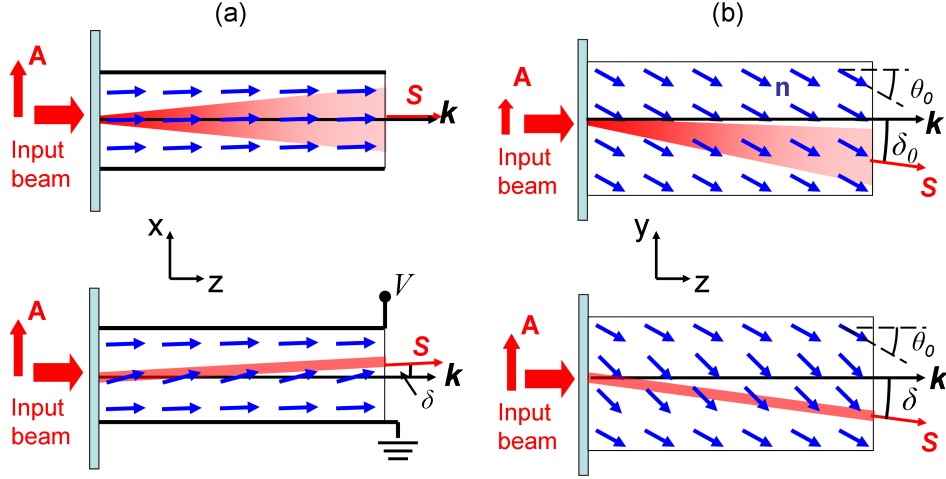 (a)
(b)
A
Input
beam
S
k
A
Input
beam
n
θ₀
k
δ₀
S
x
z
y
z
A
Input
beam
V
S
k
δ
A
Input
beam
θ₀
k
δ
S